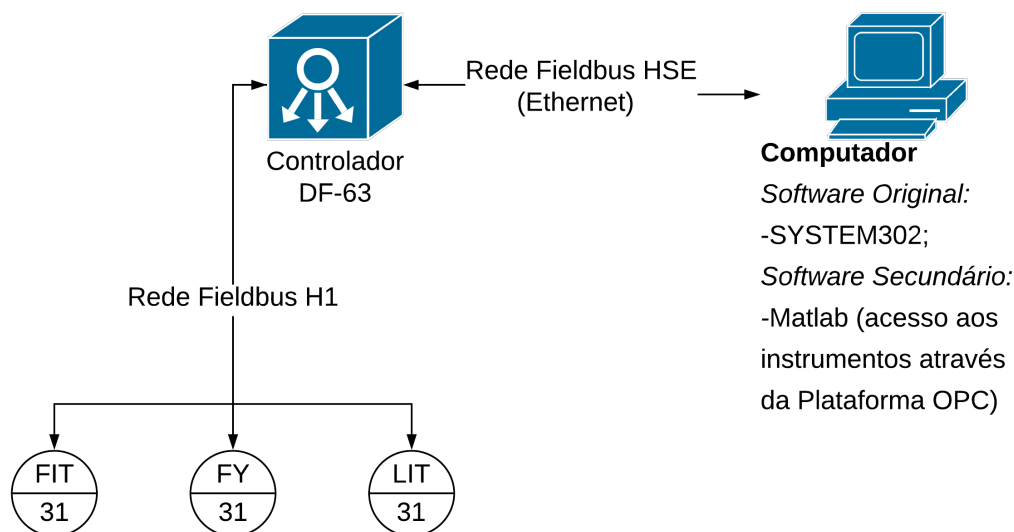 Rede Fieldbus HSE
(Ethernet)
Controlador
DF-63
Computador
Software Original:
-SYSTEM302;
Software Secundário:
-Matlab (acesso aos
instrumentos através
da Plataforma OPC)
Rede Fieldbus H1
FIT
31
FY
31
LIT
31